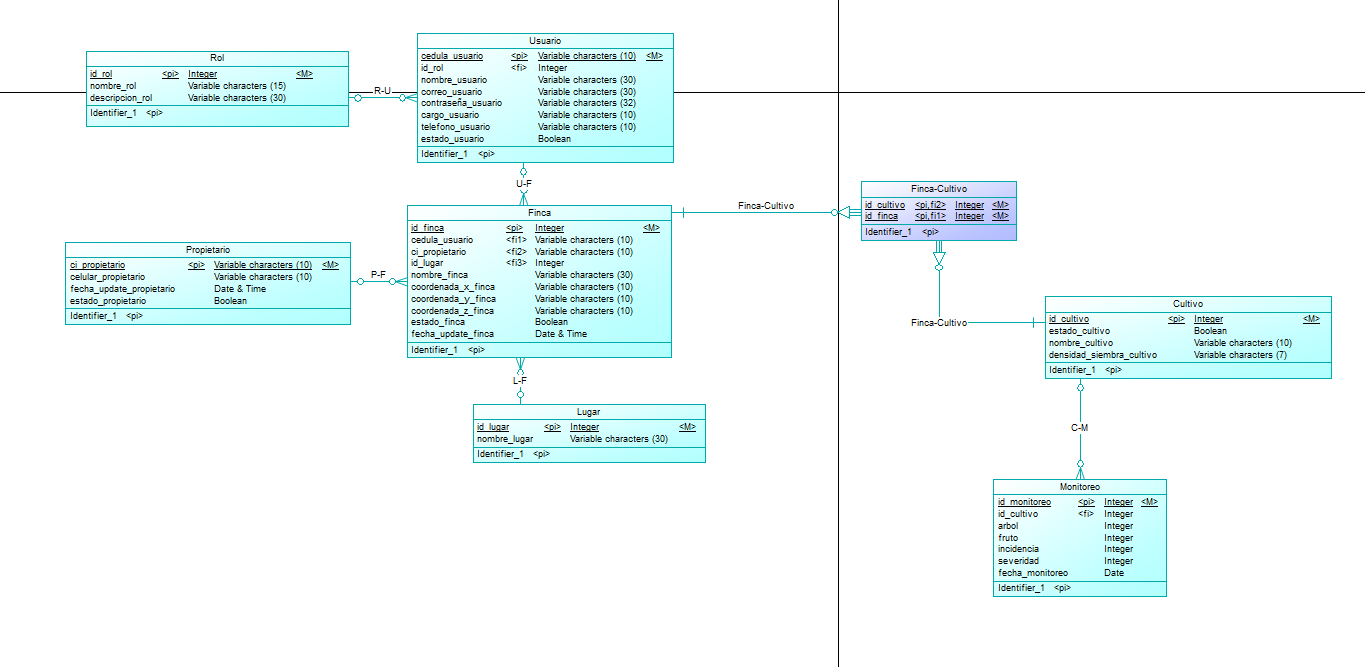 Rol
id_rol <pi> Integer <M>
nombre_rol Variable characters (15)
descripcion_rol Variable characters (30)
Identifier_1 <pi>
R-U
Usuario
cedula_usuario <pi> Variable characters (10) <M>
id_rol <fi> Integer
nombre_usuario Variable characters (30)
correo_usuario Variable characters (30)
contraseña_usuario Variable characters (32)
cargo_usuario Variable characters (10)
telefono_usuario Variable characters (10)
estado_usuario Boolean
Identifier_1 <pi>
U-F
Finca
id_finca <pi> Integer <M>
cedula_usuario <fi1> Variable characters (10)
ci_propietario <fi2> Variable characters (10)
id_lugar <fi3> Integer
nombre_finca Variable characters (30)
coordenada_x_finca Variable characters (10)
coordenada_y_finca Variable characters (10)
coordenada_z_finca Variable characters (10)
estado_finca Boolean
fecha_update_finca Date & Time
Identifier_1 <pi>
Propietario
ci_propietario <pi> Variable characters (10) <M>
celular_propietario Variable characters (10)
fecha_update_propietario Date & Time
estado_propietario Boolean
Identifier_1 <pi>
P-F
L-F
Lugar
id_lugar <pi> Integer <M>
nombre_lugar Variable characters (30)
Identifier_1 <pi>
Finca-Cultivo
Finca-Cultivo
id_cultivo <pi,fi2> Integer <M>
id_finca <pi,fi1> Integer <M>
Identifier_1 <pi>
Finca-Cultivo
Cultivo
id_cultivo <pi> Integer <M>
estado_cultivo Boolean
nombre_cultivo Variable characters (10)
densidad_siembra_cultivo Variable characters (7)
Identifier_1 <pi>
C-M
Monitoreo
id_monitoreo <pi> Integer <M>
id_cultivo <fi> Integer
arbol Integer
fruto Integer
incidencia Integer
severidad Integer
fecha_monitoreo Date
Identifier_1 <pi>